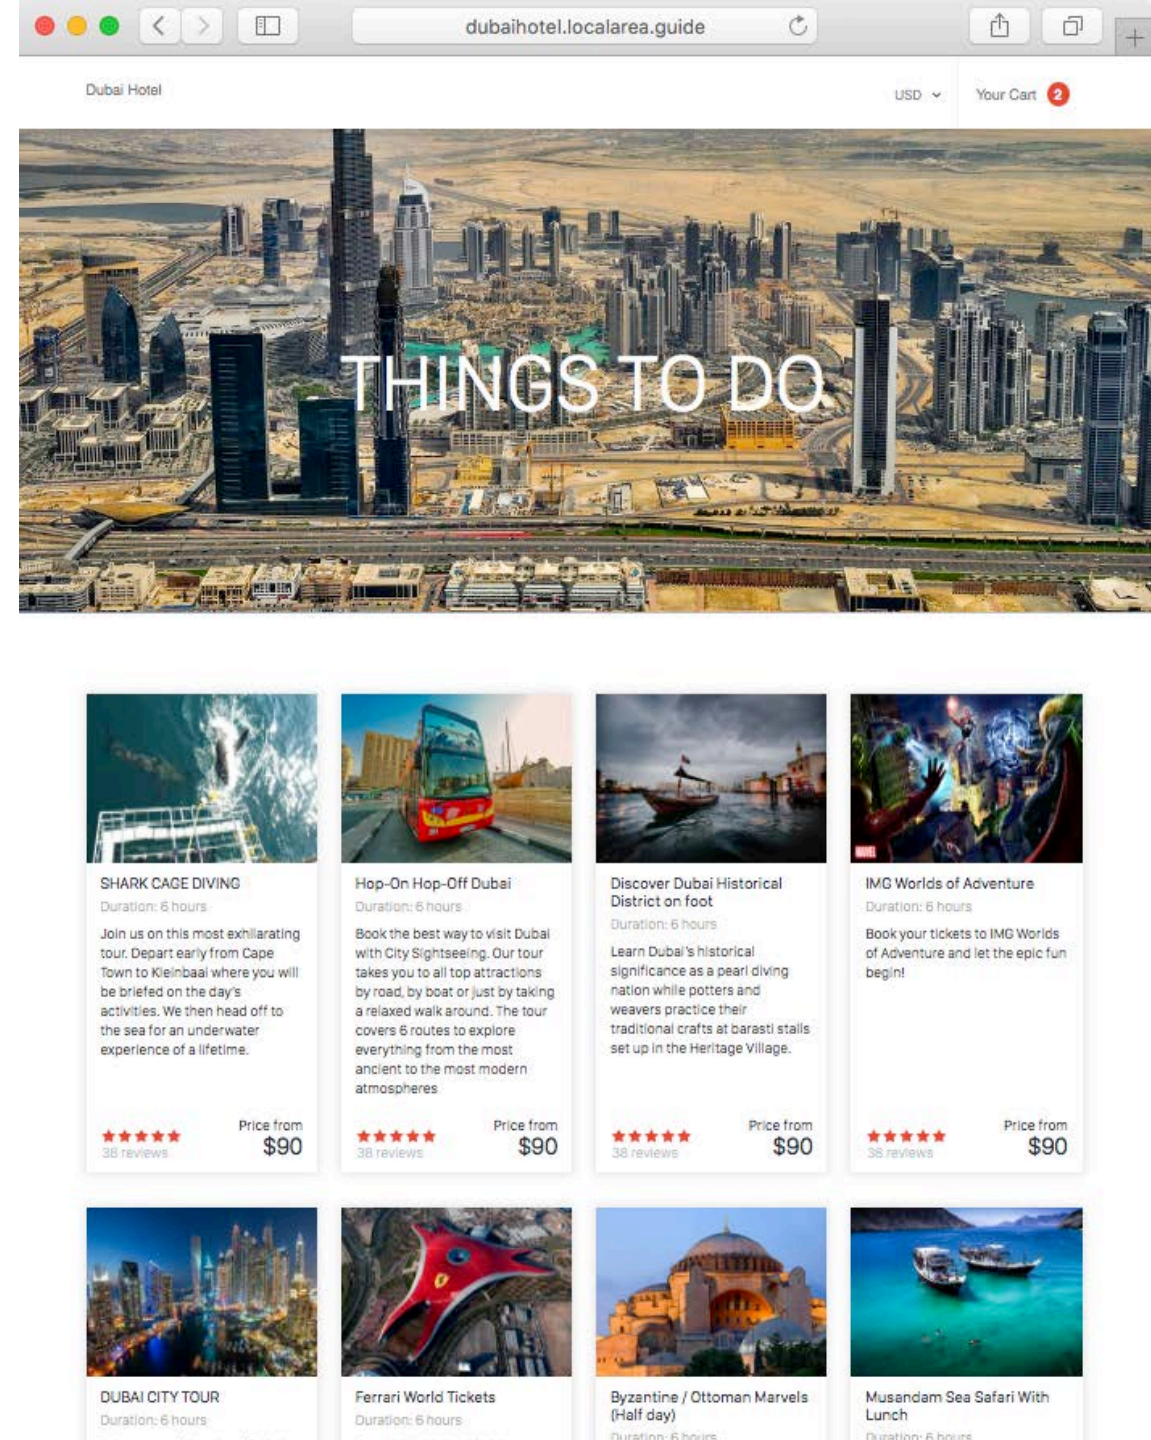 dubaihotel.localarea.guide
Dubai Hotel
USD
Your Cart 2
THINGS TO DO
SHARK CAGE DIVING
Duration: 6 hours
Join us on this most exhilarating
tour. Depart early from Cape
Town to Kleinbaai where you will
be briefed on the day's
activities. We then head off to
the sea for an underwater
experience of a lifetime.
38 reviews
Price from
$90
Hop-On Hop-Off Dubai
Duration: 6 hours
Book the best way to visit Dubai
with City Sightseeing. Our tour
takes you to all top attractions
by road, by boat or just by taking
a relaxed walk around. The tour
covers 6 routes to explore
everything from the most
ancient to the most modern
atmospheres
38 reviews
Price from
$90
Discover Dubai Historical
District on foot
Duration: 6 hours
Learn Dubai's historical
significance as a pearl diving
nation while potters and
weavers practice their
traditional crafts at barasti stalls
set up in the Heritage Village.
38 reviews
Price from
$90
MARVEL
IMG Worlds of Adventure
Duration: 6 hours
Book your tickets to IMG Worlds
of Adventure and let the epic fun
begin!
38 reviews
Price from
$90
DUBAI CITY TOUR
Duration: 6 hours
Ferrari World Tickets
Duration: 6 hours
Byzantine / Ottoman Marvels
(Half day)
Duration: 6 hours
Musandam Sea Safari With
Lunch
Duration: 6 hours